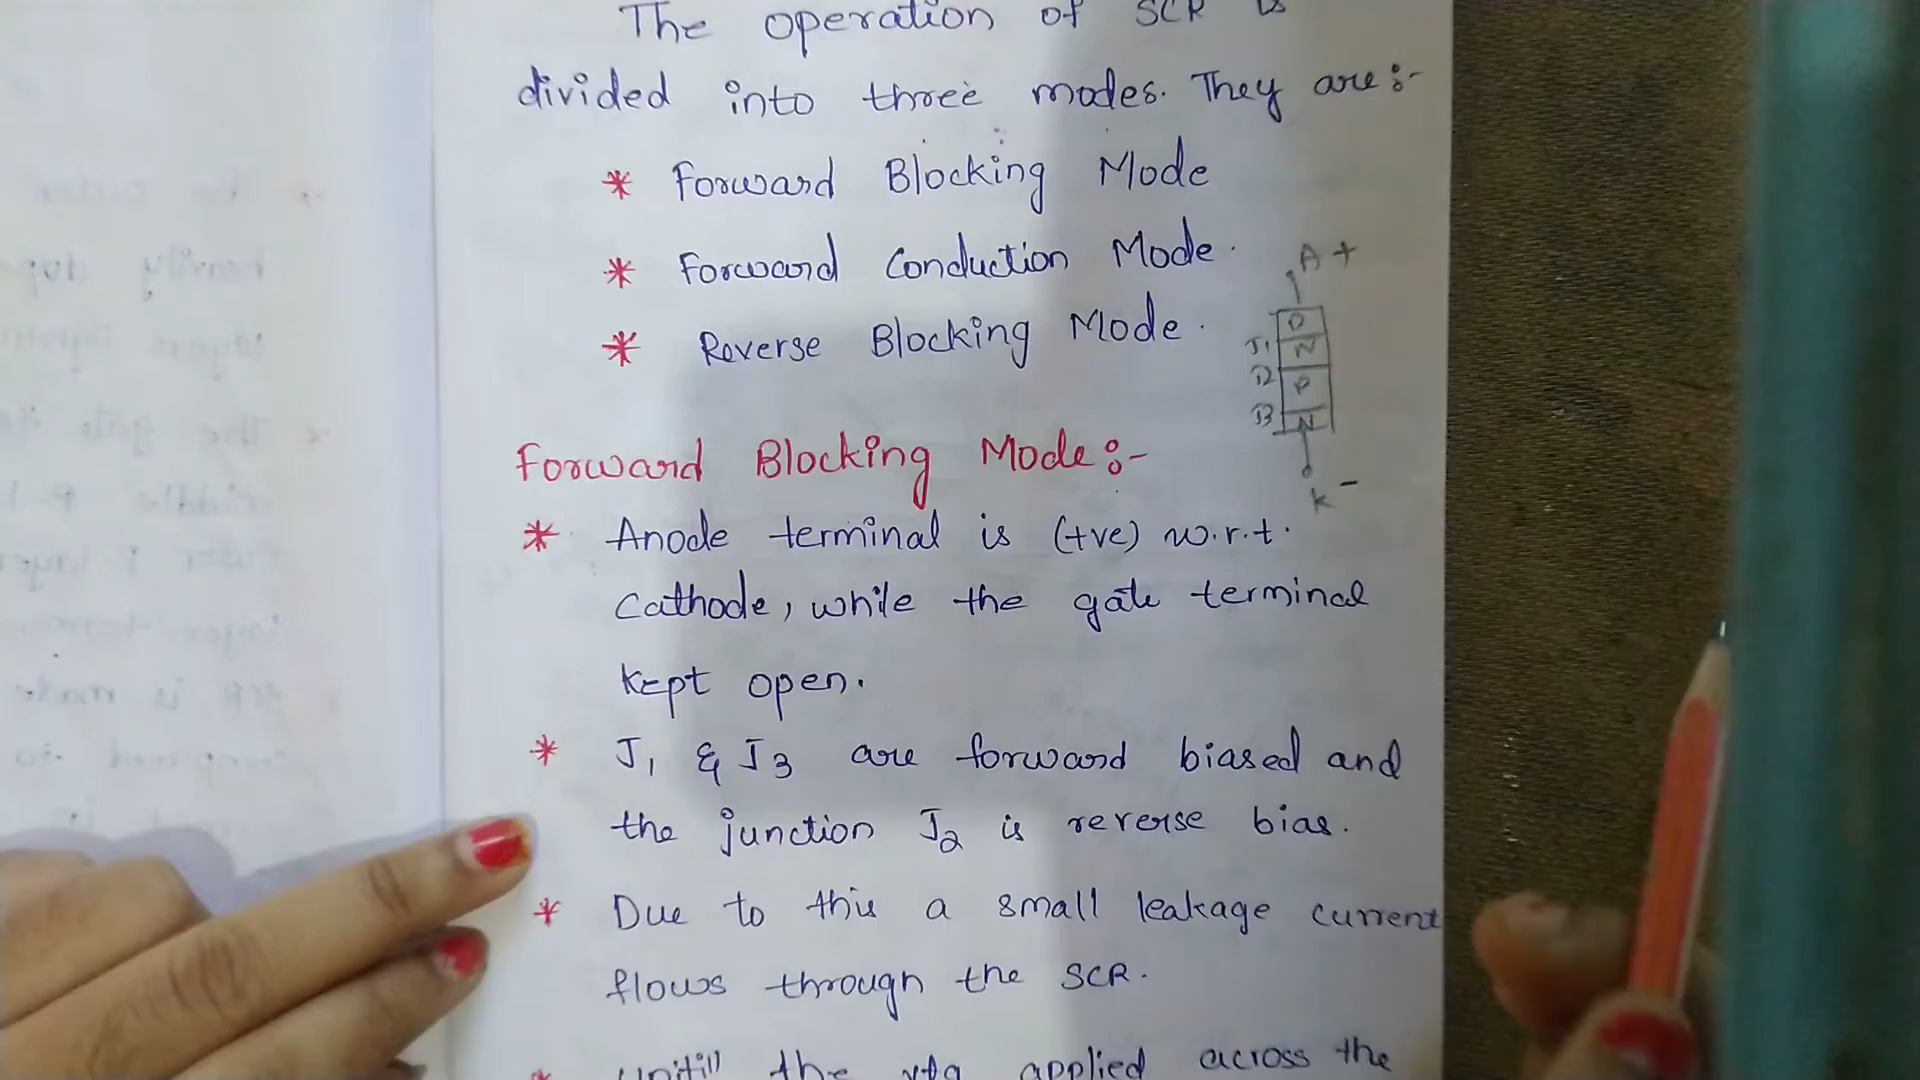 The operation of SCR is
divided into three modes. They are:-
* Forward Blocking Mode
* Forward Conduction Mode.
* Reverse Blocking Mode.
A +
P
J1 N
J2 P
J3 N
K -
Forward Blocking Mode:-
* Anode terminal is (+ve) w.r.t.
Cathode, while the gate terminal
kept open.
* J1 & J3 are forward biased and
the junction J2 is reverse bias.
* Due to this a small leakage current
flows through the SCR.
* Unitill the vtg applied across the